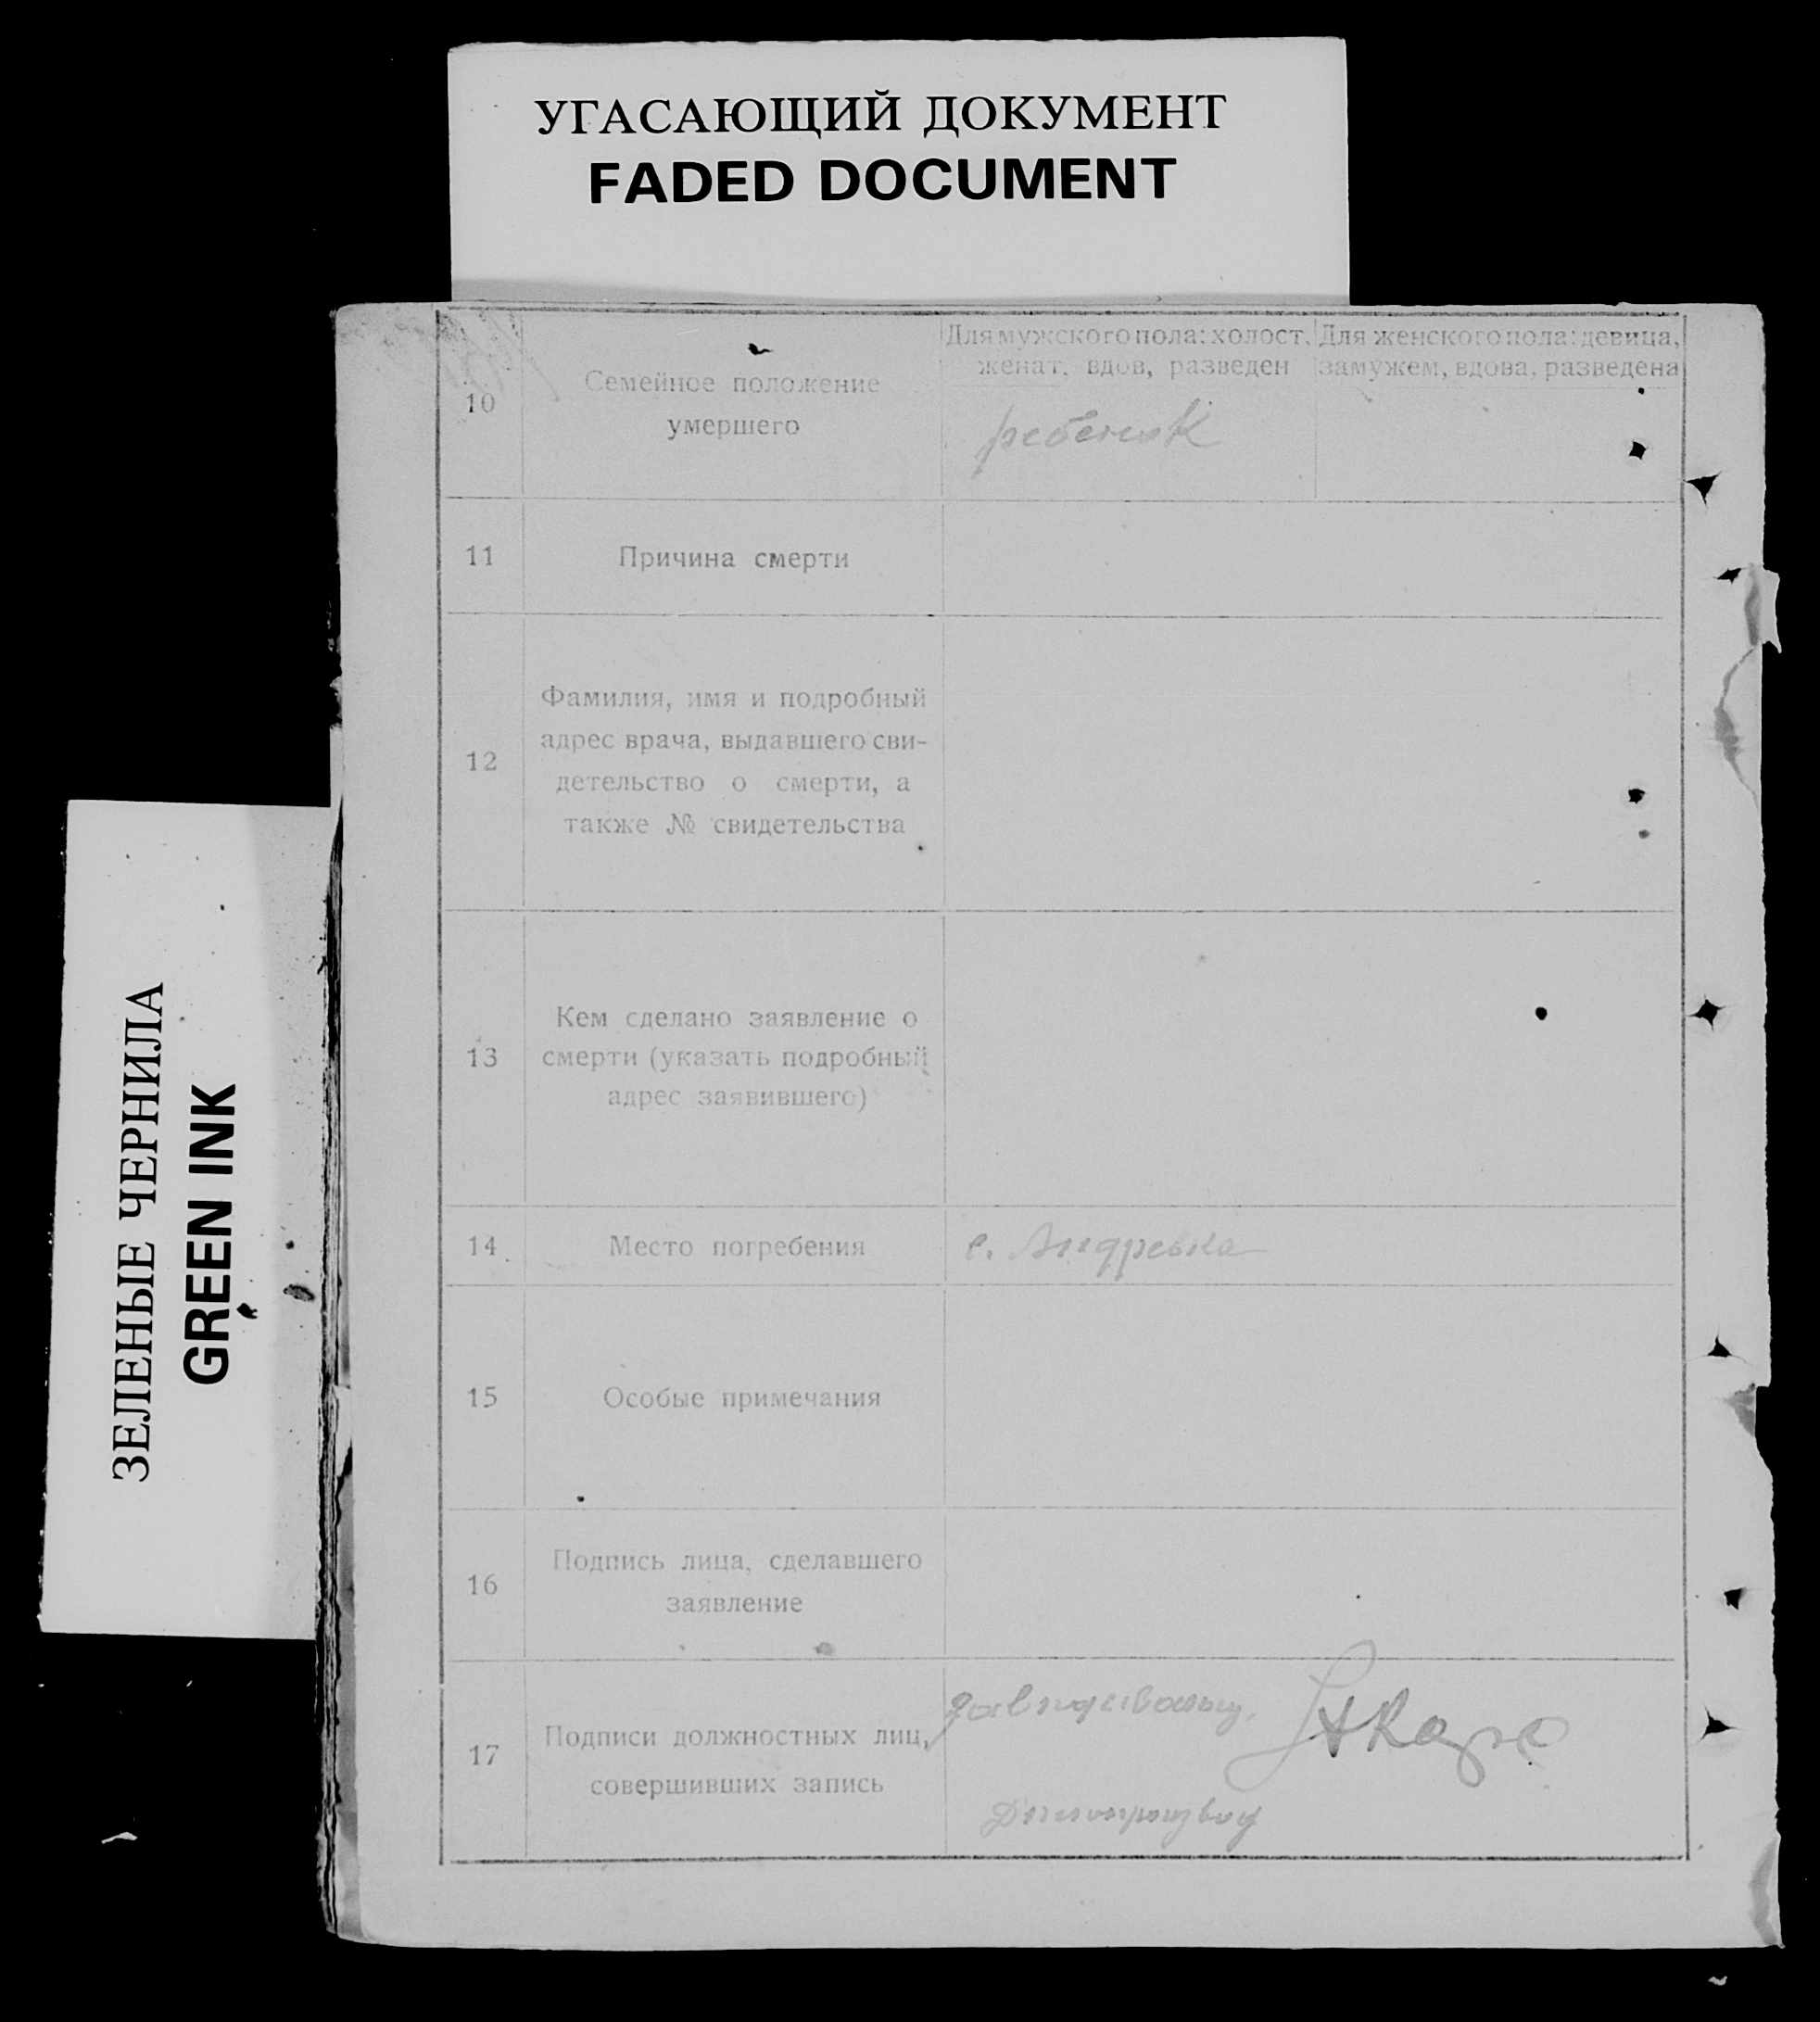 УГАСАЮЩИЙ ДОКУМЕНТ
FADED DOCUMENT
ЗЕЛЕНЫЕ ЧЕРНИЛА
GREEN INK
10
Семейное положение
умершего
Для мужского пола: холост,
женат, вдов, разведен
Для женского пола: девица,
замужем, вдова, разведена
ребенок
11
Причина смерти
12
Фамилия, имя и подробный
адрес врача, выдавшего сви-
детельство о смерти, а
также № свидетельства
13
Кем сделано заявление о
смерти (указать подробный
адрес заявившего)
14
Место погребения
с. Андревка
15
Особые примечания
16
Подпись лица, сделавшего
заявление
17
Подписи должностных лиц,
совершивших запись